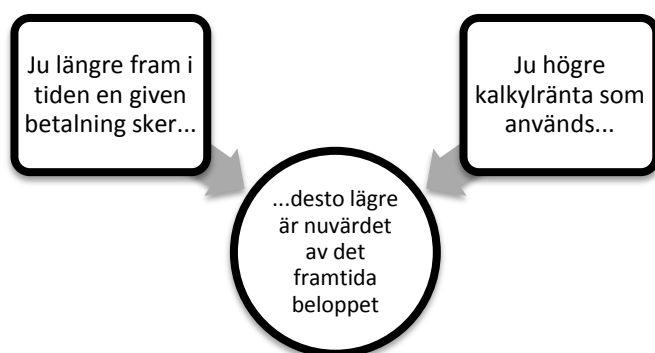 Ju längre fram i
tiden en given
betalning sker...
Ju högre
kalkylränta som
används...
...desto lägre
är nuvärdet
av det
framtida
beloppet